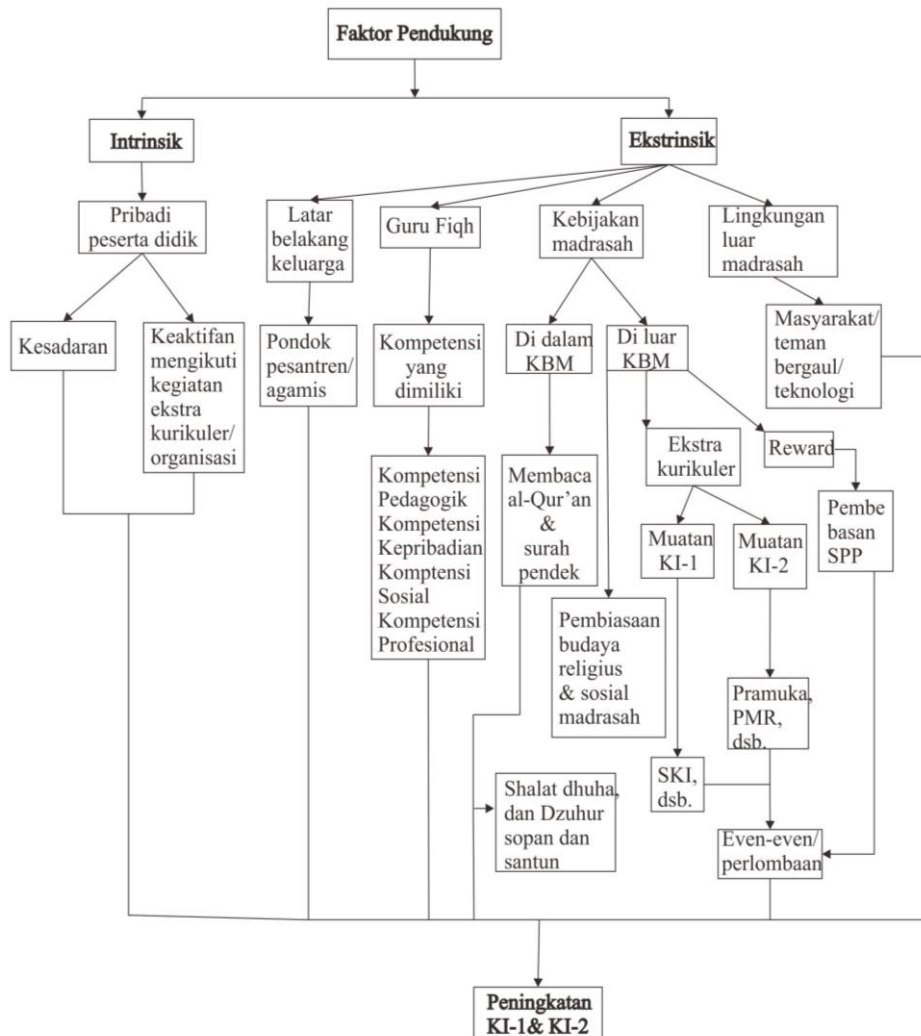 Faktor Pendukung
Intrinsik
Ekstrinsik
Pribadi
peserta didik
Latar
belakang
keluarga
Guru Fiqh
Kebijakan
madrasah
Lingkungan
luar
madrasah
Kesadaran
Keaktifan
mengikuti
kegiatan
ekstra
kurikuler/
organisasi
Pondok
pesantren/
agamis
Kompetensi
yang
dimiliki
Di dalam
KBM
Di luar
KBM
Masyarakat/
teman
bergaul/
teknologi
Ekstra
kurikuler
Reward
Kompetensi
Pedagogik
Kompetensi
Kepribadian
Komptensi
Sosial
Kompetensi
Profesional
Membaca
al-Qur'an
&
surah
pendek
Muatan
KI-1
Muatan
KI-2
Pembe
basan
SPP
Pembiasaan
budaya
religius
& sosial
madrasah
Pramuka,
PMR,
dsb.
SKI,
dsb.
Shalat dhuha,
dan Dzuhur
sopan dan
santun
Even-even/
perlombaan
Peningkatan
KI-1& KI-2